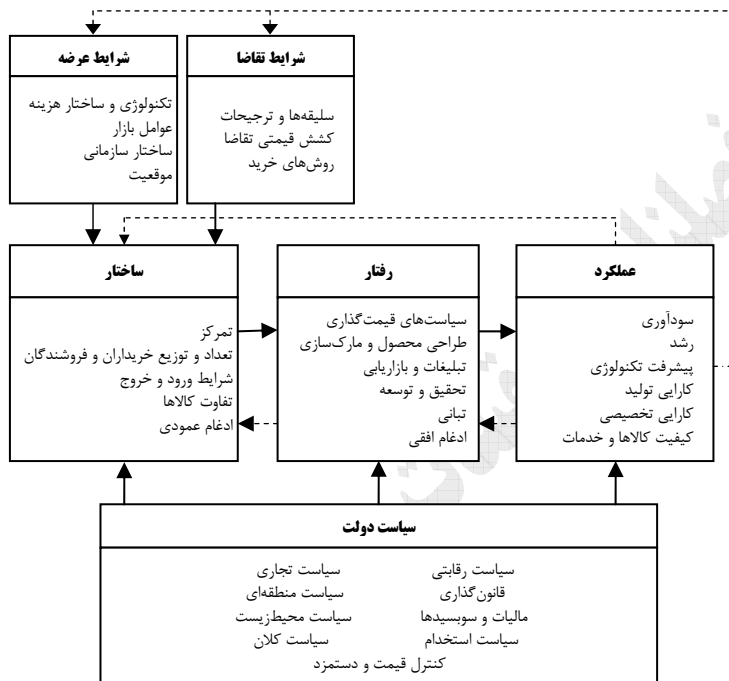 شرایط عرضه
تکنولوژی و ساختار هزینه
عوامل بازار
ساختار سازمانی
موقعیت
شرایط تقاضا
سلیقه‌ها و ترجیحات
کشش قیمتی تقاضا
روش‌های خرید
ساختار
تمرکز
تعداد و توزیع خریداران و فروشندگان
شرایط ورود و خروج
تفاوت کالاها
ادغام عمودی
رفتار
سیاست‌های قیمت‌گذاری
طراحی محصول و مارک‌سازی
تبلیغات و بازاریابی
تحقیق و توسعه
تبانی
ادغام افقی
عملکرد
سودآوری
رشد
پیشرفت تکنولوژی
کارایی تولید
کارایی تخصیصی
کیفیت کالاها و خدمات
سیاست دولت
سیاست رقابتی
سیاست تجاری
قانون‌گذاری
سیاست منطقه‌ای
مالیات و سوبسیدها
سیاست محیط‌زیست
سیاست استخدام
سیاست کلان
کنترل قیمت و دستمزد